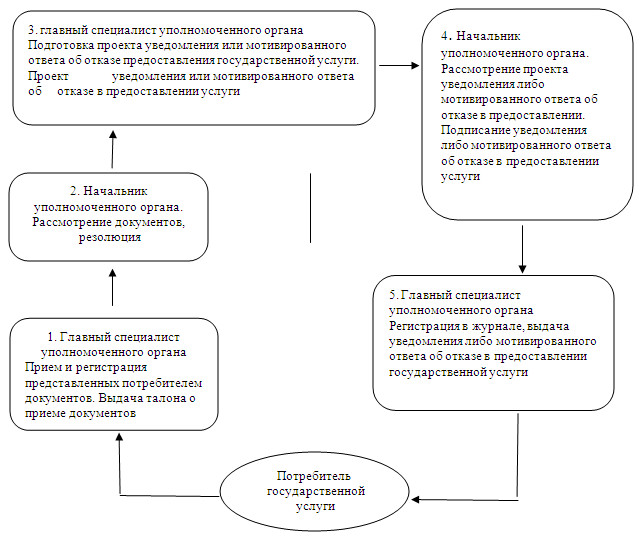 3. главный специалист уполномоченного органа
Подготовка проекта уведомления или мотивированного
ответа об отказе предоставления государственной услуги.
Проект уведомления или мотивированного ответа
об отказе в предоставлении услуги
4. Начальник
уполномоченного органа.
Рассмотрение проекта
уведомления либо
мотивированного ответа об
отказе в предоставлении.
Подписание уведомления
либо мотивированного ответа
об отказе в предоставлении
услуги
2. Начальник
уполномоченного органа.
Рассмотрение документов,
резолюция
5. Главный специалист
уполномоченного органа
Регистрация в журнале, выдача
уведомления либо мотивированного
ответа об отказе в предоставлении
государственной услуги
1. Главный специалист
уполномоченного органа
Прием и регистрация
представленных потребителем
документов. Выдача талона о
приеме документов
Потребитель
государственной
услуги